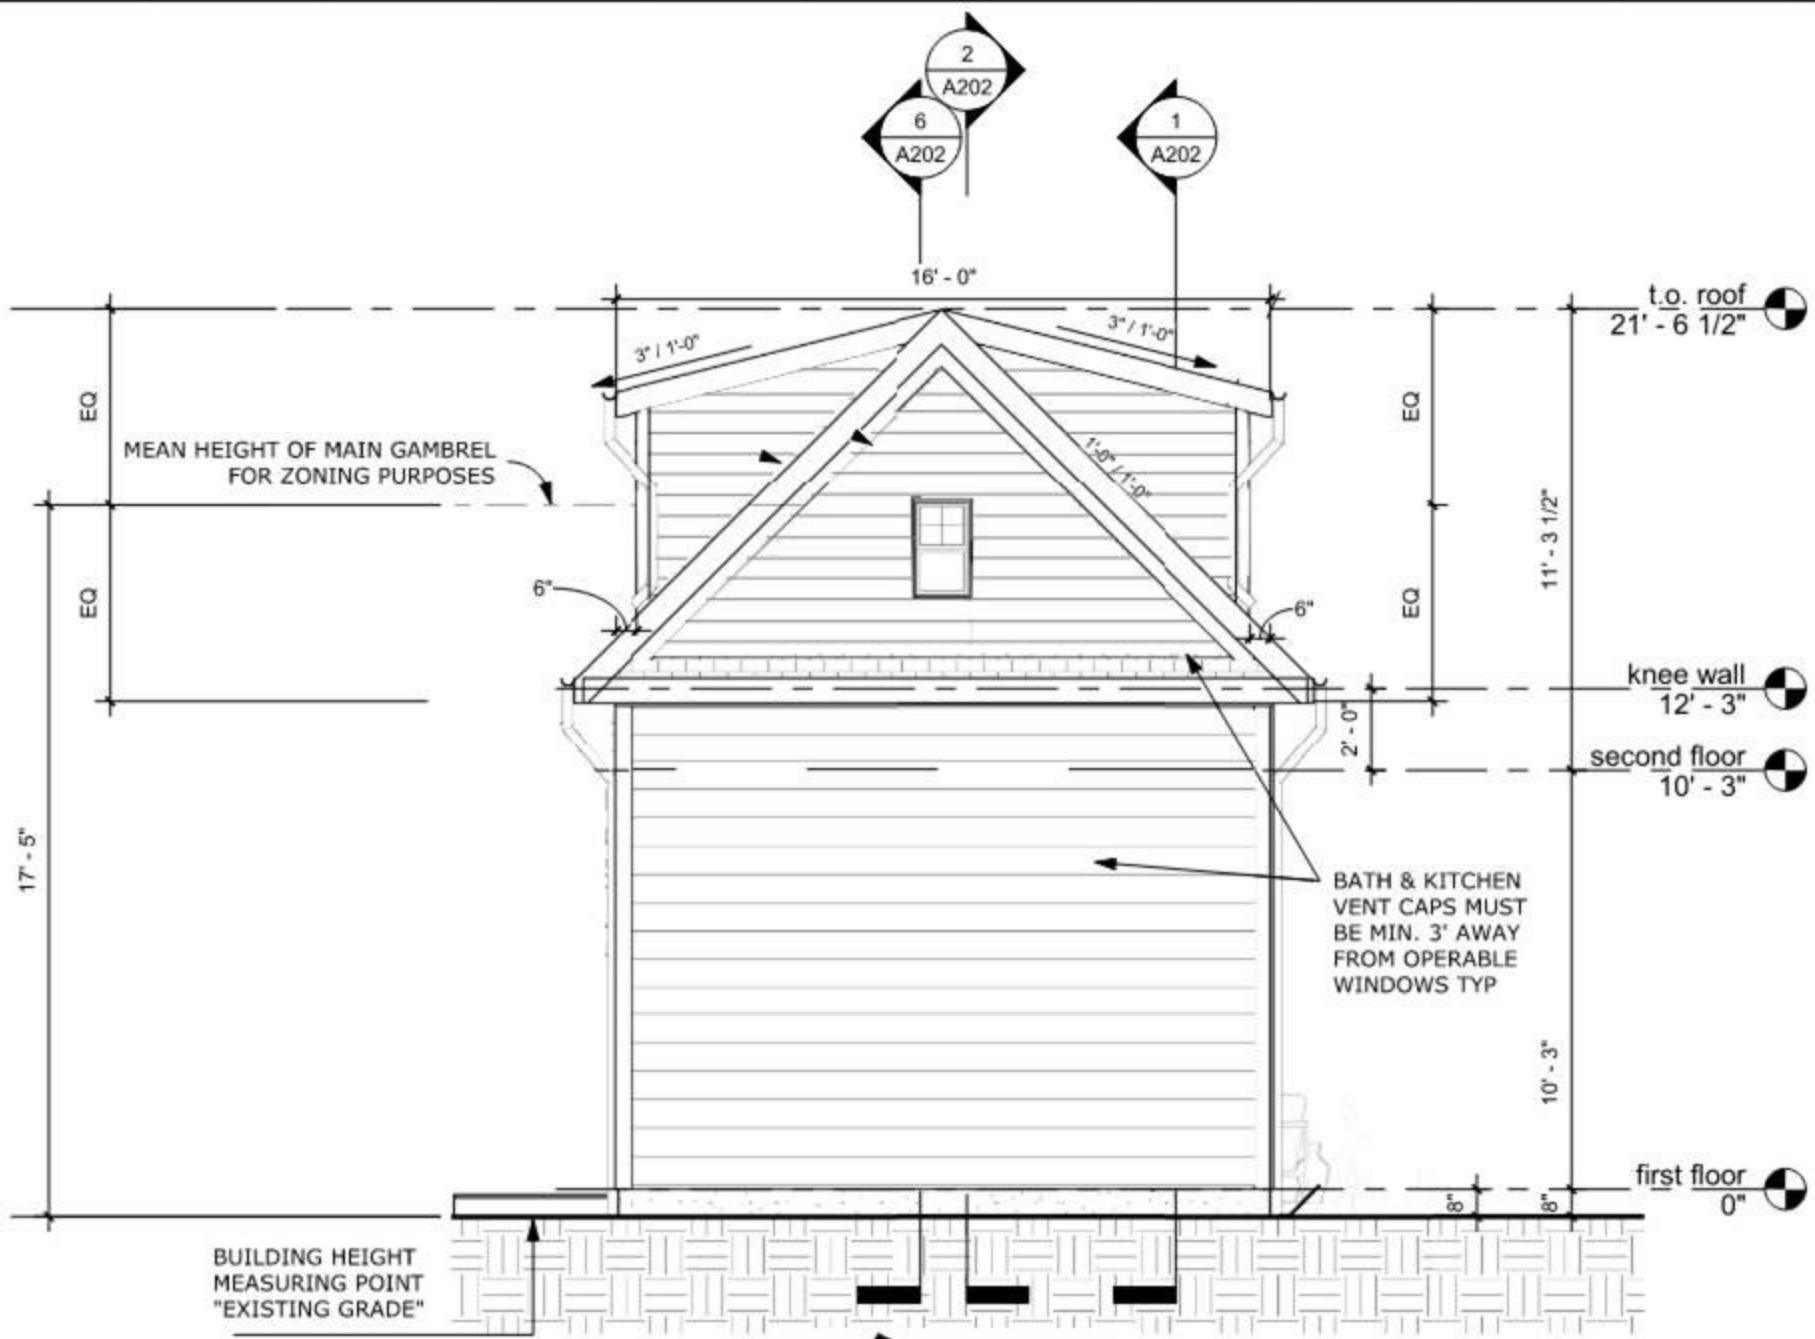 2
A202
6
A202
1
A202
16' - 0"
3" / 1'-0"
3" / 1'-0"
t.o. roof
21' - 6 1/2"
EQ
EQ
MEAN HEIGHT OF MAIN GAMBREL
FOR ZONING PURPOSES
1'-0" / 1'-0"
11' - 3 1/2"
6"
6"
EQ
EQ
knee wall
12' - 3"
2' - 0"
second floor
10' - 3"
17' - 5"
BATH & KITCHEN
VENT CAPS MUST
BE MIN. 3' AWAY
FROM OPERABLE
WINDOWS TYP
10' - 3"
first floor
0"
8"
8"
BUILDING HEIGHT
MEASURING POINT
"EXISTING GRADE"